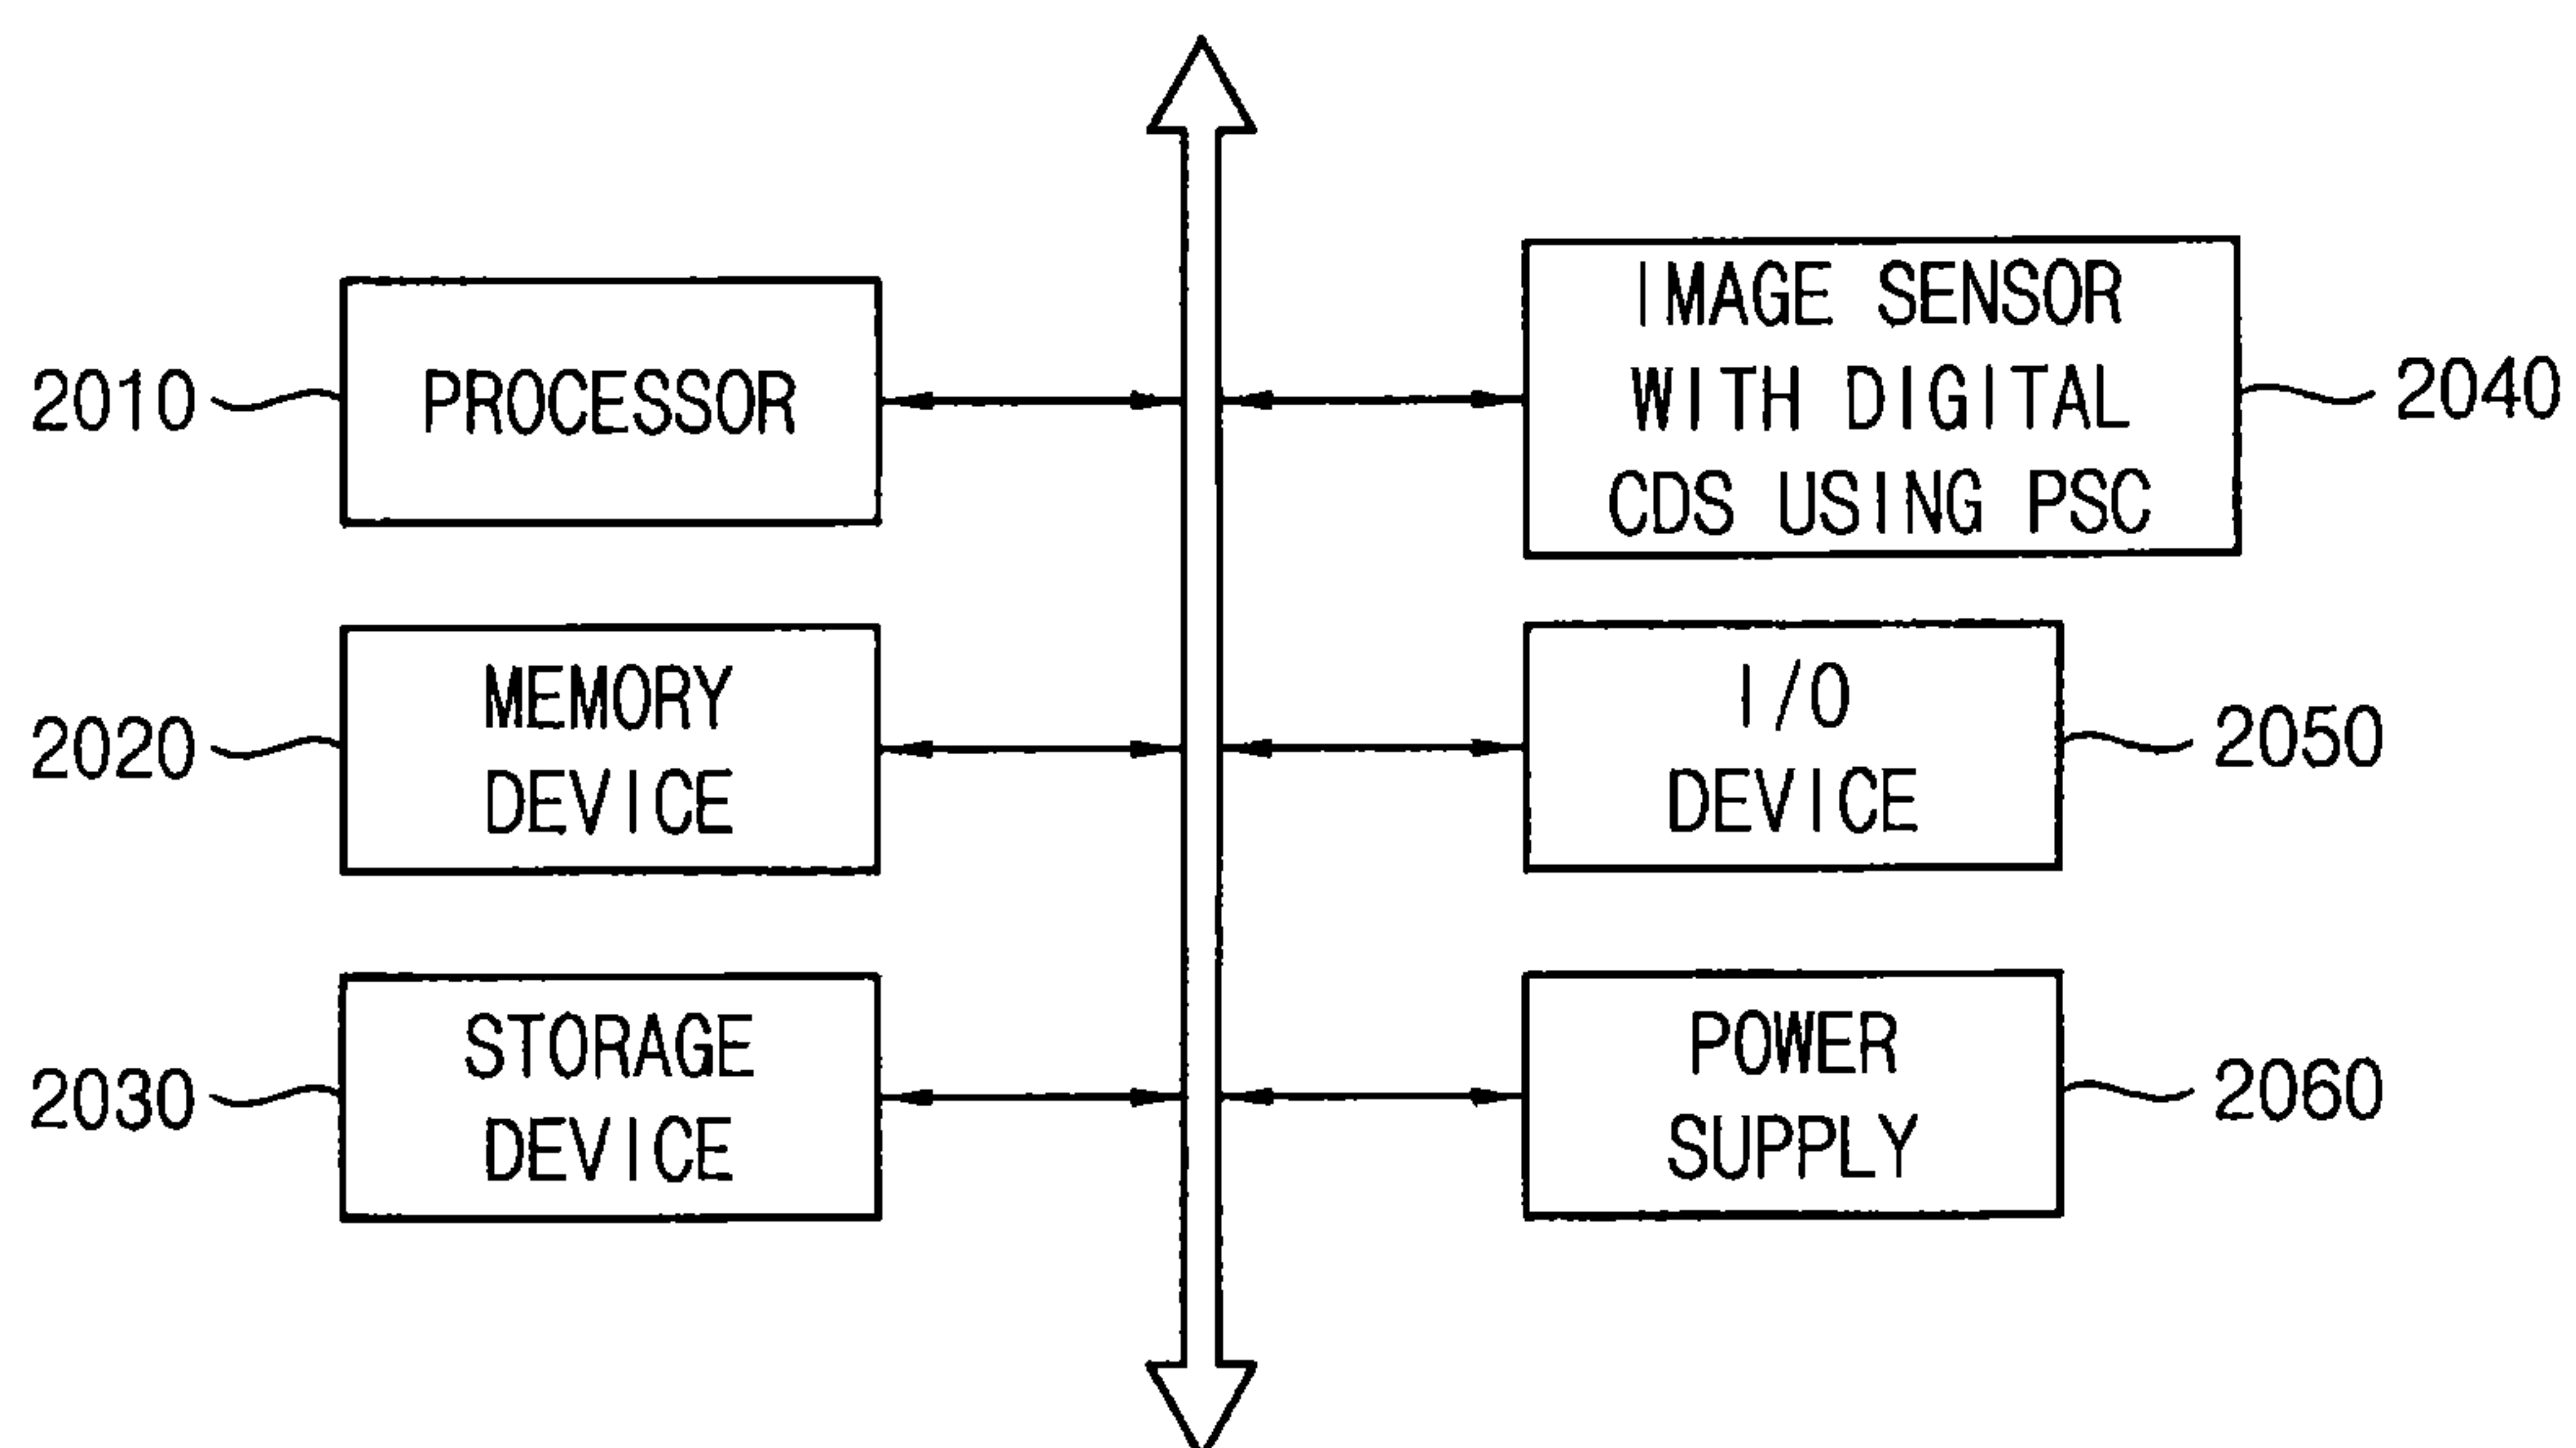 2010
PROCESSOR
IMAGE SENSOR
WITH DIGITAL
CDS USING PSC
2040
2020
MEMORY
DEVICE
I/O
DEVICE
2050
2030
STORAGE
DEVICE
POWER
SUPPLY
2060